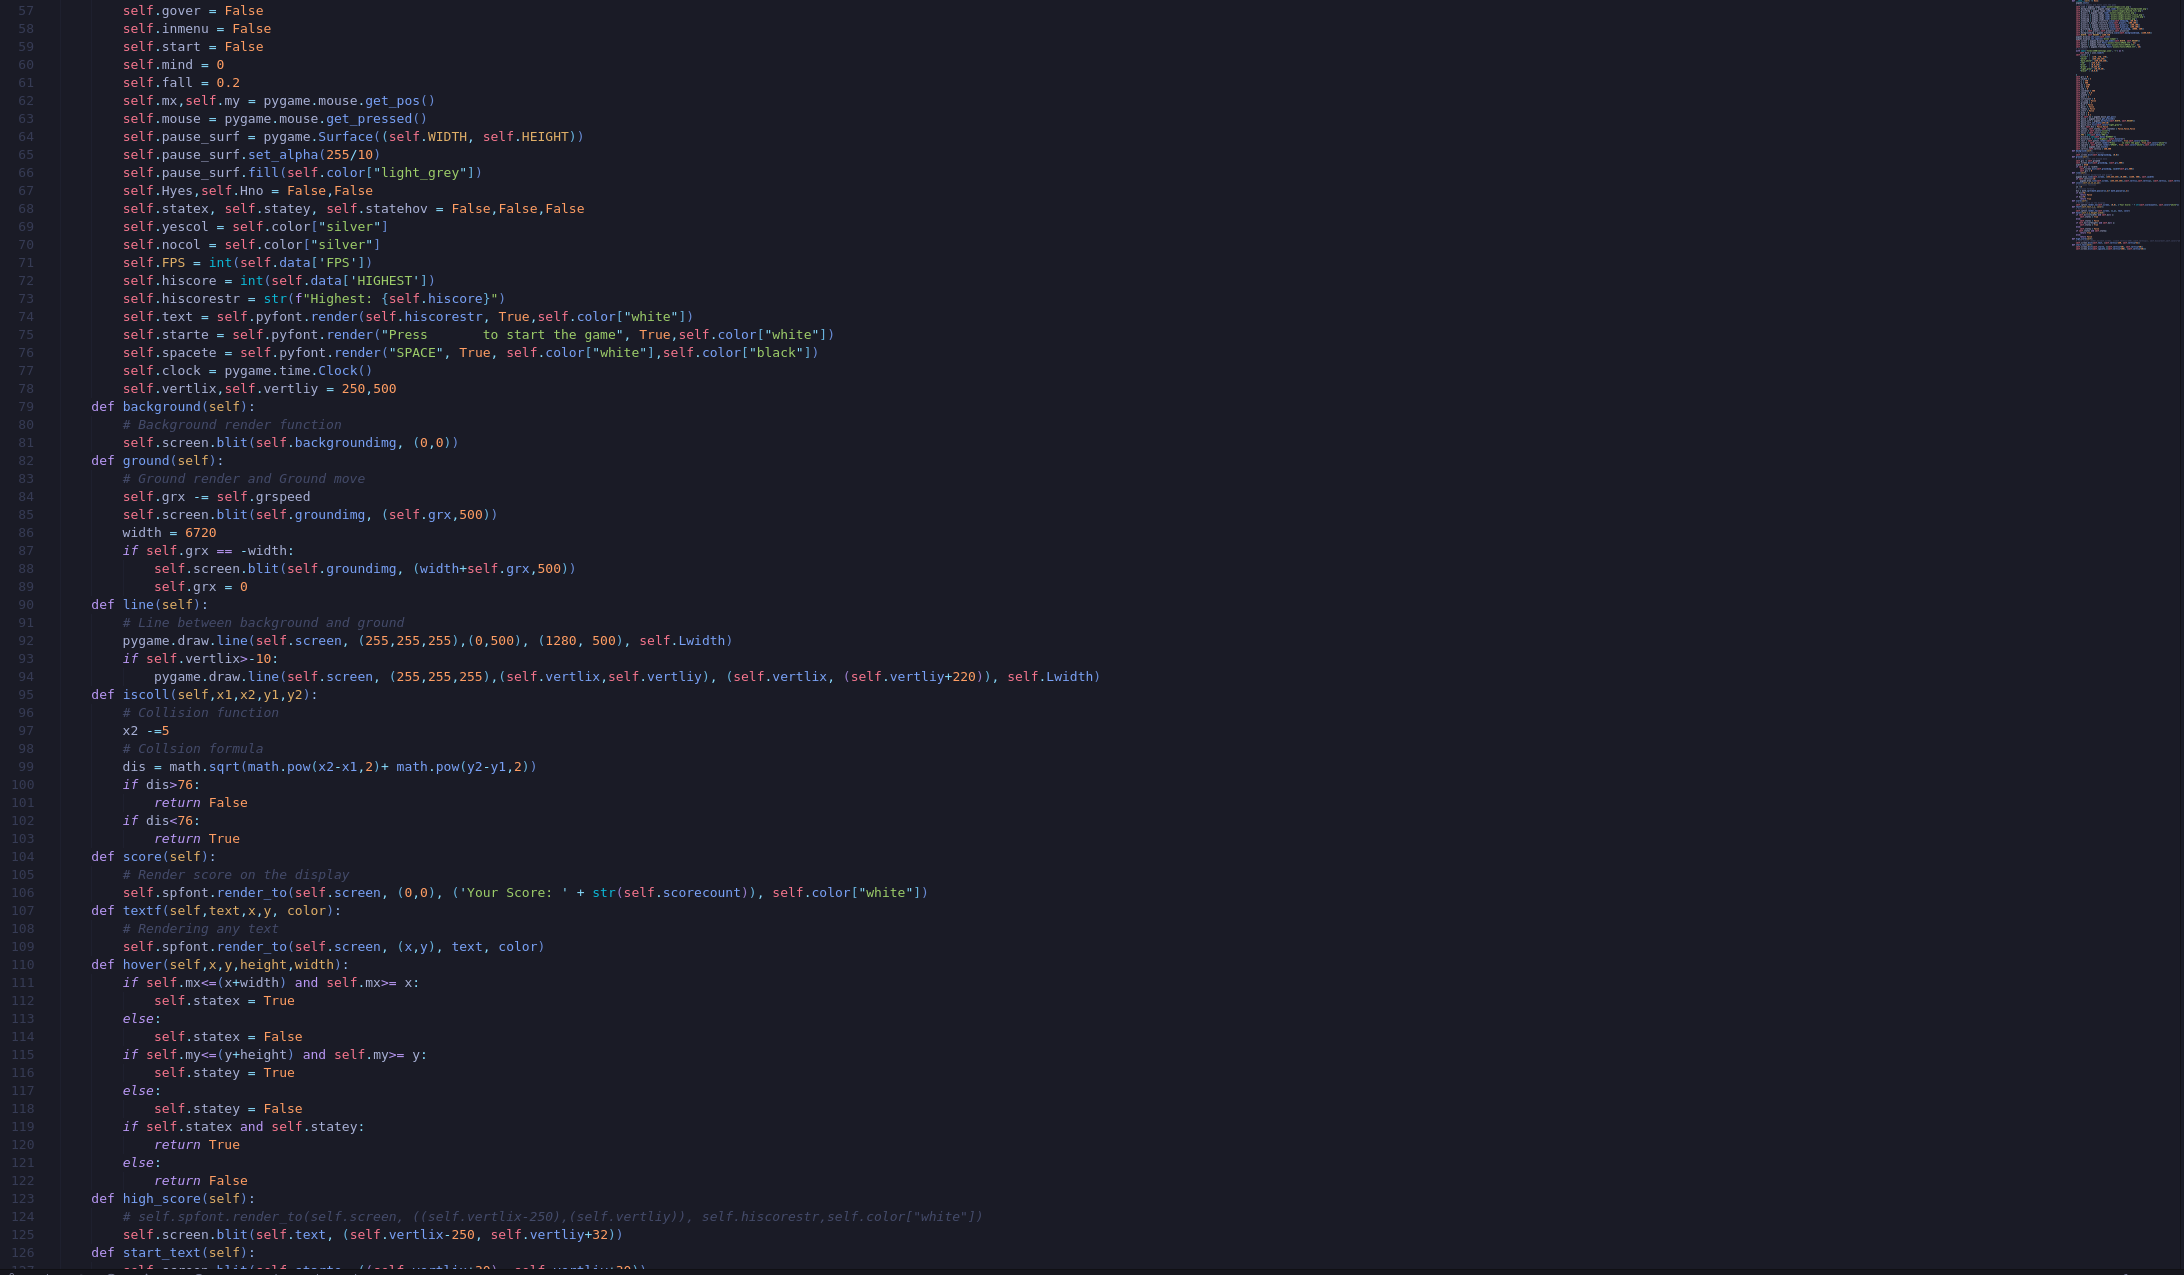 57 self.gover = False
58 self.inmenu = False
59 self.start = False
60 self.mind = 0
61 self.fall = 0.2
62 self.mx,self.my = pygame.mouse.get_pos()
63 self.mouse = pygame.mouse.get_pressed()
64 self.pause_surf = pygame.Surface((self.WIDTH, self.HEIGHT))
65 self.pause_surf.set_alpha(255/10)
66 self.pause_surf.fill(self.color["light_grey"])
67 self.Hyes,self.Hno = False,False
68 self.statex, self.statey, self.statehov = False,False,False
69 self.yescol = self.color["silver"]
70 self.nocol = self.color["silver"]
71 self.FPS = int(self.data['FPS'])
72 self.hiscore = int(self.data['HIGHEST'])
73 self.hiscorestr = str(f"Highest: {self.hiscore}")
74 self.text = self.pyfont.render(self.hiscorestr, True,self.color["white"])
75 self.starte = self.pyfont.render("Press       to start the game", True,self.color["white"])
76 self.spacete = self.pyfont.render("SPACE", True, self.color["white"],self.color["black"])
77 self.clock = pygame.time.Clock()
78 self.vertlix,self.vertliy = 250,500
79 def background(self):
80 # Background render function
81 self.screen.blit(self.backgroundimg, (0,0))
82 def ground(self):
83 # Ground render and Ground move
84 self.grx -= self.grspeed
85 self.screen.blit(self.groundimg, (self.grx,500))
86 width = 6720
87 if self.grx == -width:
88 self.screen.blit(self.groundimg, (width+self.grx,500))
89 self.grx = 0
90 def line(self):
91 # Line between background and ground
92 pygame.draw.line(self.screen, (255,255,255),(0,500), (1280, 500), self.Lwidth)
93 if self.vertlix>-10:
94 pygame.draw.line(self.screen, (255,255,255),(self.vertlix,self.vertliy), (self.vertlix, (self.vertliy+220)), self.Lwidth)
95 def iscoll(self,x1,x2,y1,y2):
96 # Collision function
97 x2 -=5
98 # Collsion formula
99 dis = math.sqrt(math.pow(x2-x1,2)+ math.pow(y2-y1,2))
100 if dis>76:
101 return False
102 if dis<76:
103 return True
104 def score(self):
105 # Render score on the display
106 self.spfont.render_to(self.screen, (0,0), ('Your Score: ' + str(self.scorecount)), self.color["white"])
107 def textf(self,text,x,y, color):
108 # Rendering any text
109 self.spfont.render_to(self.screen, (x,y), text, color)
110 def hover(self,x,y,height,width):
111 if self.mx<=(x+width) and self.mx>= x:
112 self.statex = True
113 else:
114 self.statex = False
115 if self.my<=(y+height) and self.my>= y:
116 self.statey = True
117 else:
118 self.statey = False
119 if self.statex and self.statey:
120 return True
121 else:
122 return False
123 def high_score(self):
124 # self.spfont.render_to(self.screen, ((self.vertlix-250),(self.vertliy)), self.hiscorestr,self.color["white"])
125 self.screen.blit(self.text, (self.vertlix-250, self.vertliy+32))
126 def start_text(self):